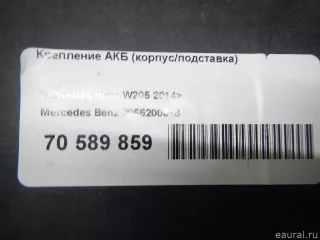 Крепление АКБ (корпус/подставка)
W205 2014>
Mercedes Benz
70 589 859
eaural.ru